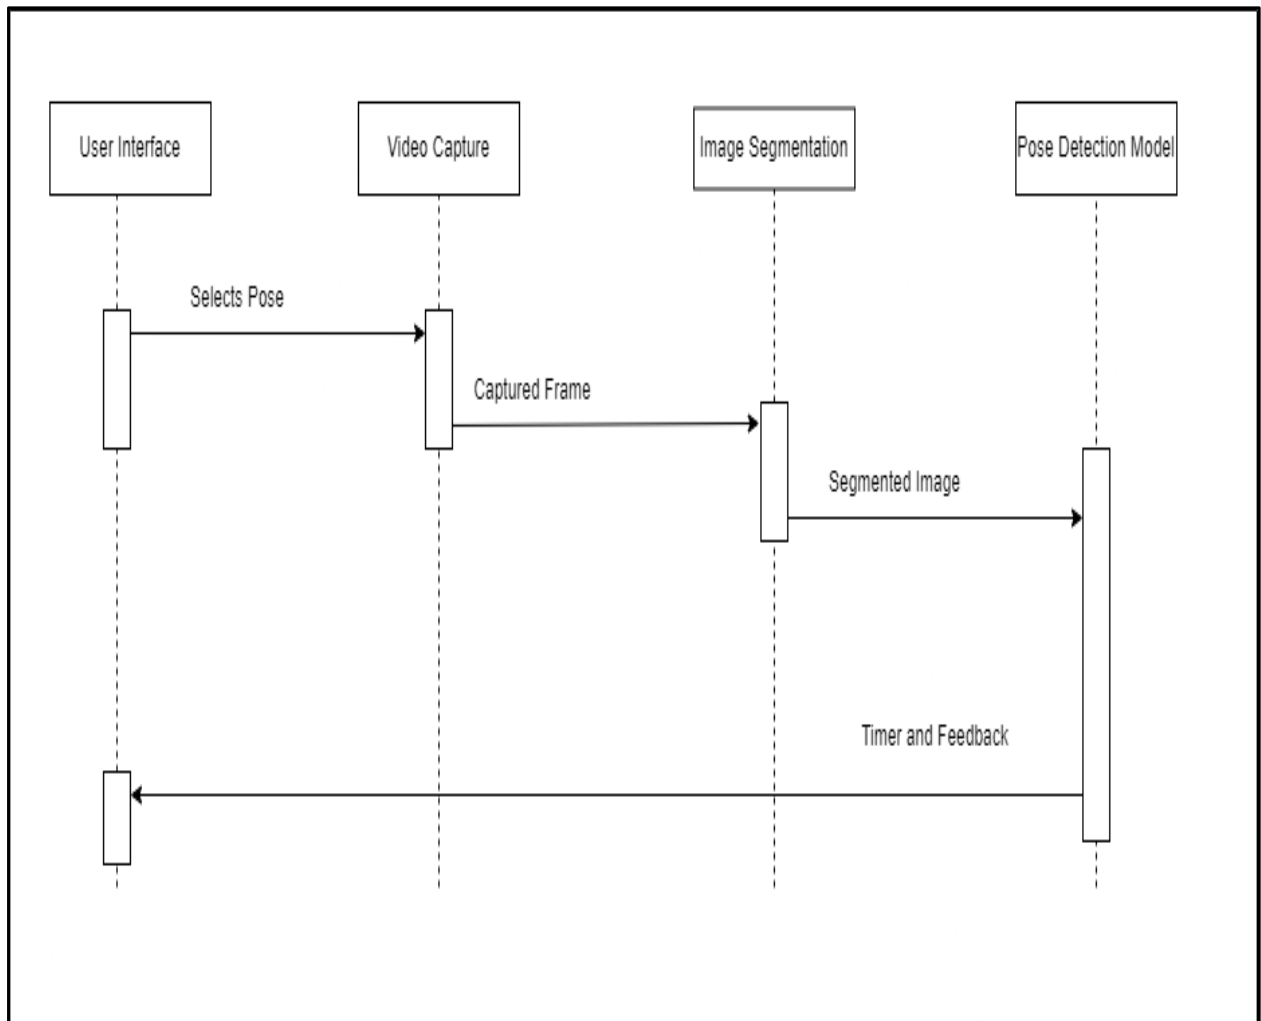 User Interface
Video Capture
Image Segmentation
Pose Detection Model
Selects Pose
Captured Frame
Segmented Image
Timer and Feedback